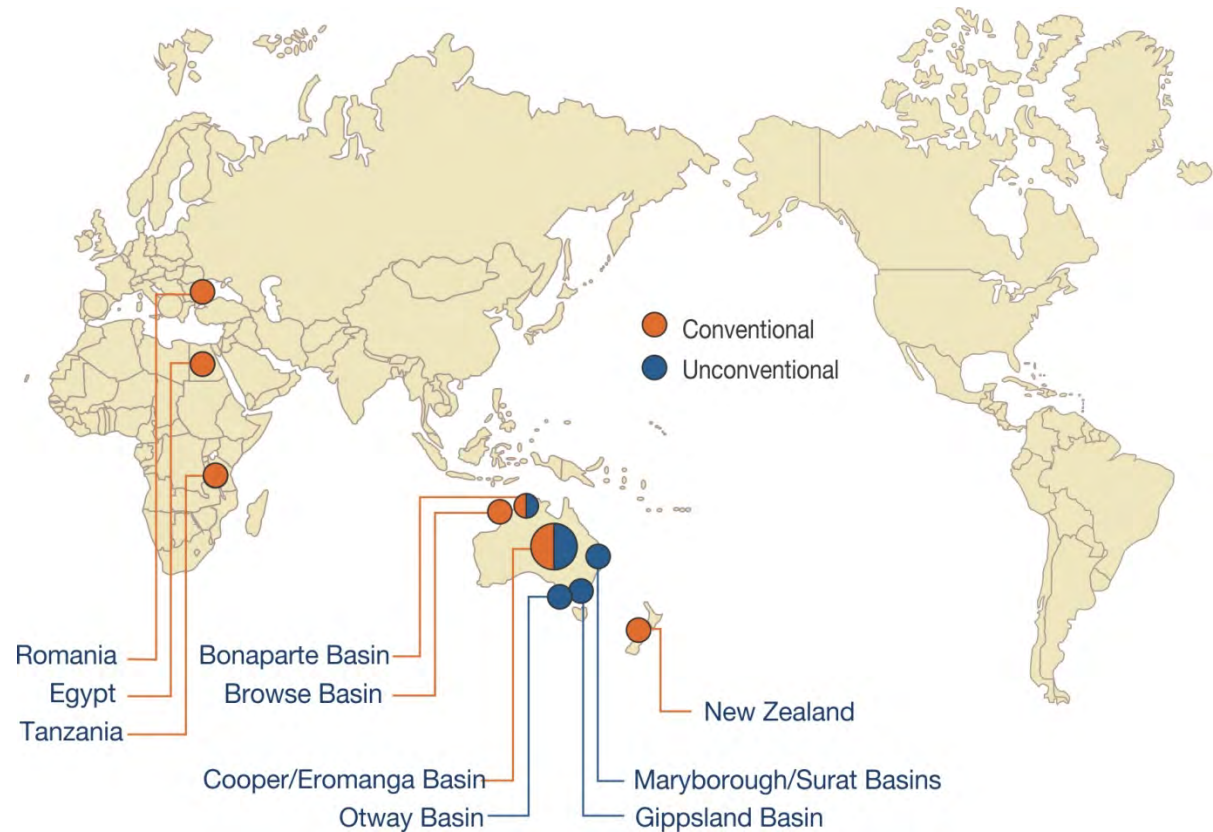 Conventional
Unconventional
Romania
Egypt
Tanzania
Bonaparte Basin
Browse Basin
New Zealand
Cooper/Eromanga Basin
Otway Basin
Maryborough/Surat Basins
Gippsland Basin